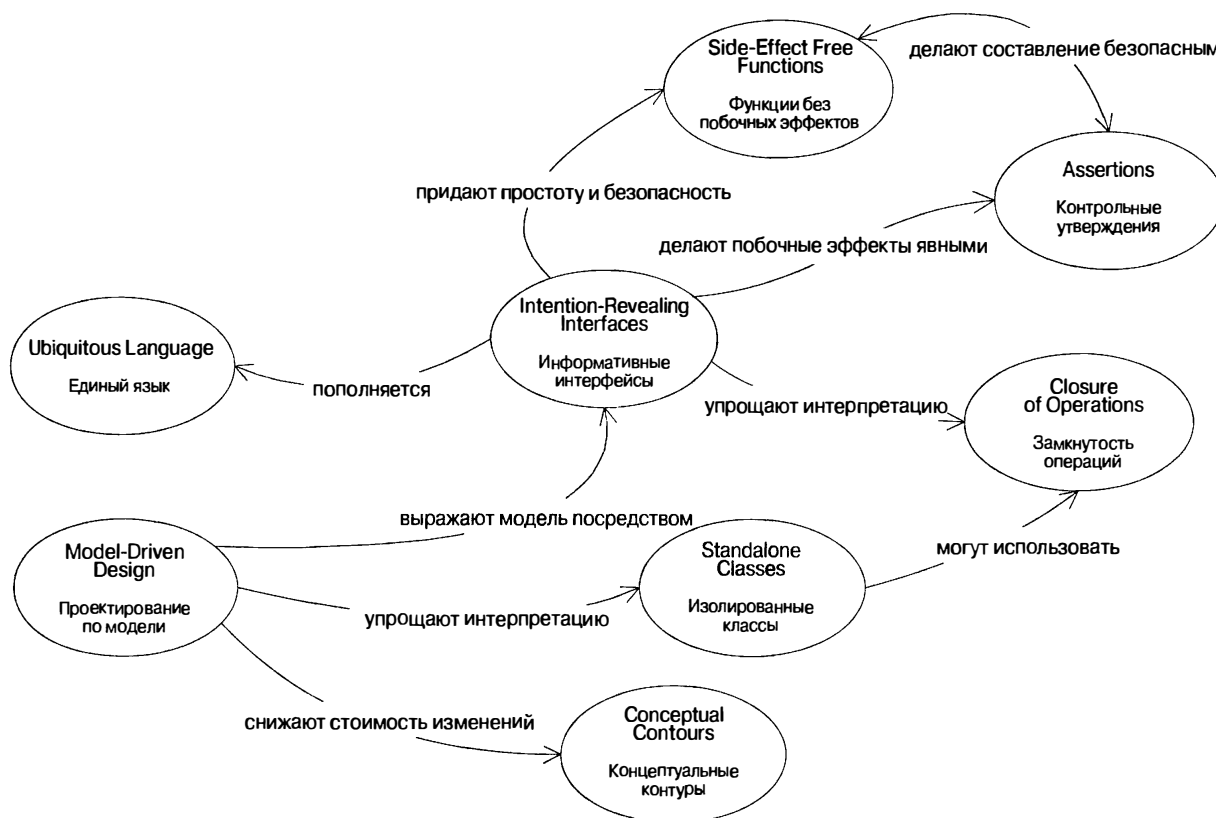 Side-Effect Free
Functions
Функции без
побочных эффектов
делают составление безопасным
придают простоту и безопасность
Assertions
Контрольные
утверждения
делают побочные эффекты явными
Intention-Revealing
Interfaces
Информативные
интерфейсы
Ubiquitous Language
Единый язык
пополняется
упрощают интерпретацию
Closure
of Operations
Замкнутость
операций
выражают модель посредством
Model-Driven
Design
Проектирование
по модели
упрощают интерпретацию
Standalone
Classes
Изолированные
классы
могут использовать
снижают стоимость изменений
Conceptual
Contours
Концептуальные
контуры